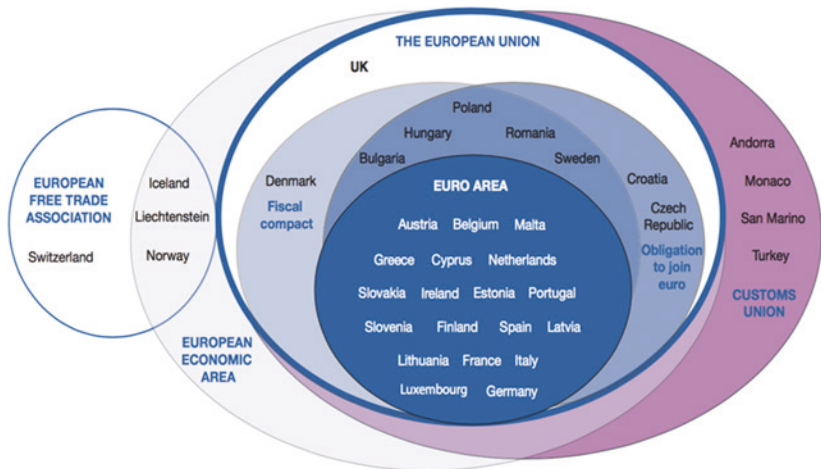 THE EUROPEAN UNION
UK
Poland
Hungary Romania
Bulgaria Sweden
EURO AREA
Austria Belgium Malta
Greece Cyprus Netherlands
Slovakia Ireland Estonia Portugal
Slovenia Finland Spain Latvia
Lithuania France Italy
Luxembourg Germany
Denmark
Fiscal
compact
Croatia
Czech
Republic
Obligation
to join
euro
EUROPEAN
FREE TRADE
ASSOCIATION
Switzerland
Iceland
Liechtenstein
Norway
EUROPEAN
ECONOMIC
AREA
Andorra
Monaco
San Marino
Turkey
CUSTOMS
UNION